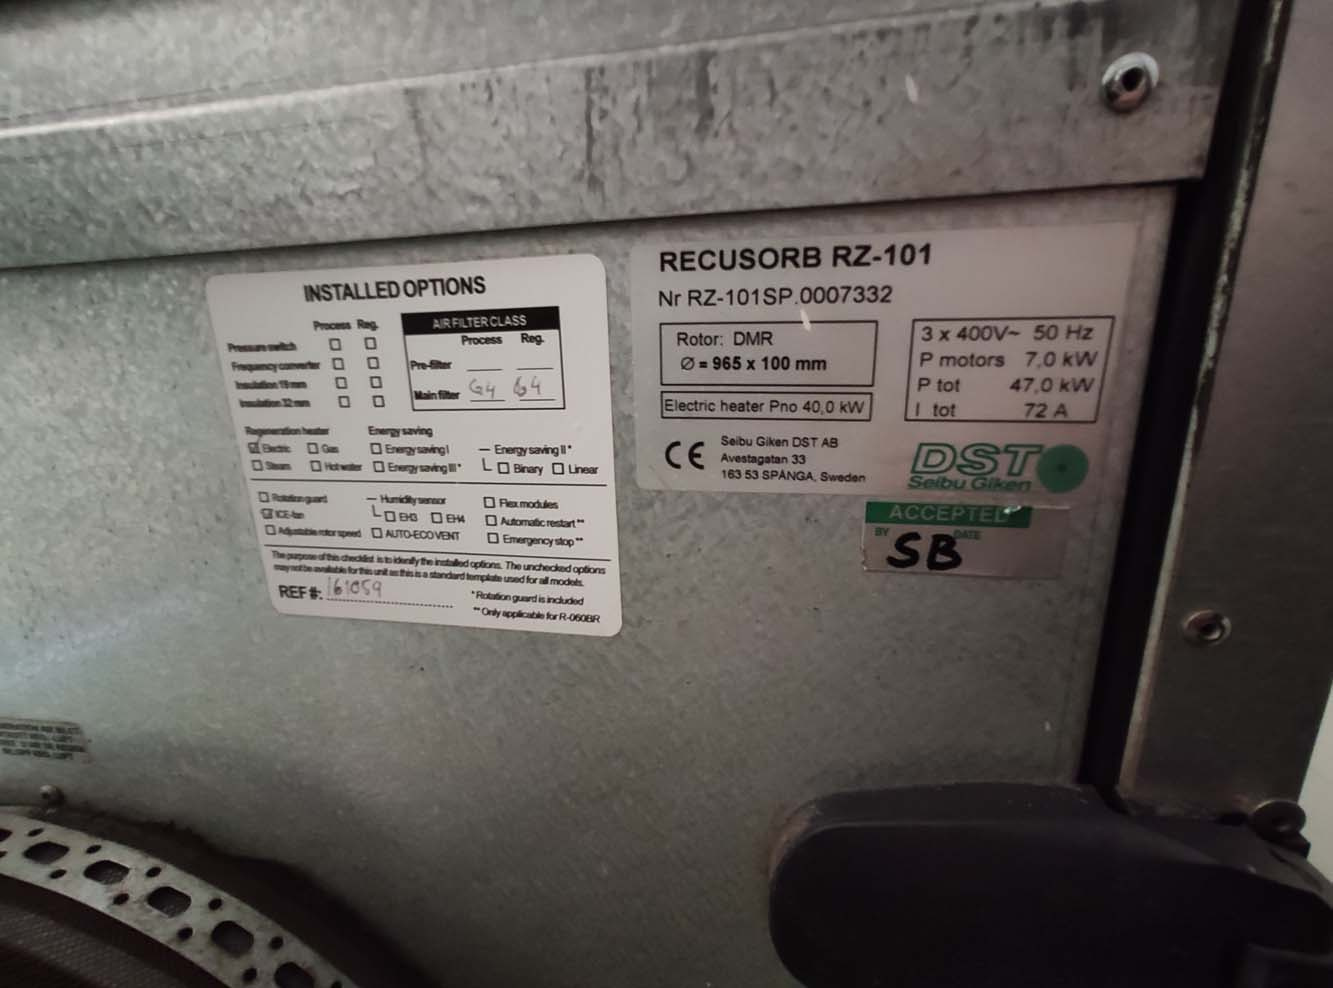 INSTALLED OPTIONS
Process Reg.
Pressure switch
Frequency converter
Insulation 19 mm
Insulation 32 mm
AIR FILTER CLASS
Process Reg.
Pre-filter
Main filter G4 G4
Regeneration heater
Electric Gas
Steam Hot water
Energy saving
Energy saving I — Energy saving II*
Energy saving III* Binary Linear
Rotation guard — Humidity sensor Flex modules
ICE-fan EH3 EH4 Automatic restart**
Adjustable rotor speed AUTO-ECO VENT Emergency stop**
The purpose of this checklist is to identify the installed options. The unchecked options
may not be available for this unit as this is a standard template used for all models.
REF#: 161059
* Rotation guard is included
** Only applicable for R-060BR
RECUSORB RZ-101
Nr RZ-101SP.0007332
Rotor: DMR
Ø = 965 x 100 mm
Electric heater Pno 40,0 kW
3 x 400V~ 50 Hz
P motors 7,0 kW
P tot 47,0 kW
I tot 72 A
CE
Seibu Giken DST AB
Avestagatan 33
163 53 SPÅNGA, Sweden
DST
Seibu Giken
ACCEPTED
BY DATE
SB